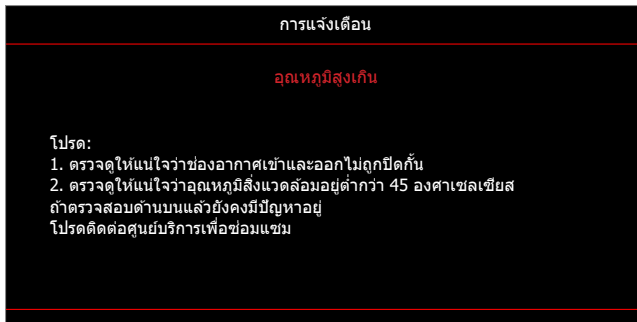 การแจ้งเตือน
อุณหภูมิสูงเกิน
โปรด:
1. ตรวจดูให้แน่ใจว่าช่องอากาศเข้าและออกไม่ถูกปิดกั้น
2. ตรวจดูให้แน่ใจว่าอุณหภูมิสิ่งแวดล้อมอยู่ต่ำกว่า 45 องศาเซลเซียส
ถ้าตรวจสอบด้านบนแล้วยังคงมีปัญหาอยู่
โปรดติดต่อศูนย์บริการเพื่อซ่อมแซม